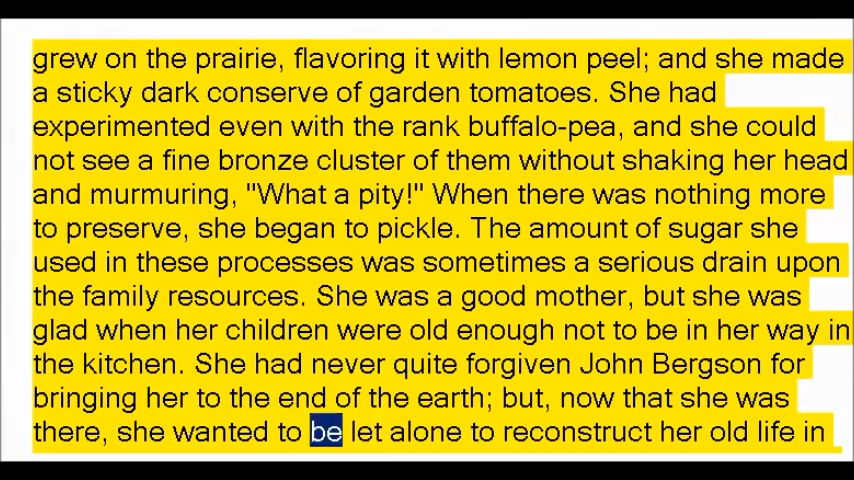 grew on the prairie, flavoring it with lemon peel; and she made
a sticky dark conserve of garden tomatoes. She had
experimented even with the rank buffalo-pea, and she could
not see a fine bronze cluster of them without shaking her head
and murmuring, "What a pity!" When there was nothing more
to preserve, she began to pickle. The amount of sugar she
used in these processes was sometimes a serious drain upon
the family resources. She was a good mother, but she was
glad when her children were old enough not to be in her way in
the kitchen. She had never quite forgiven John Bergson for
bringing her to the end of the earth; but, now that she was
there, she wanted to be let alone to reconstruct her old life in